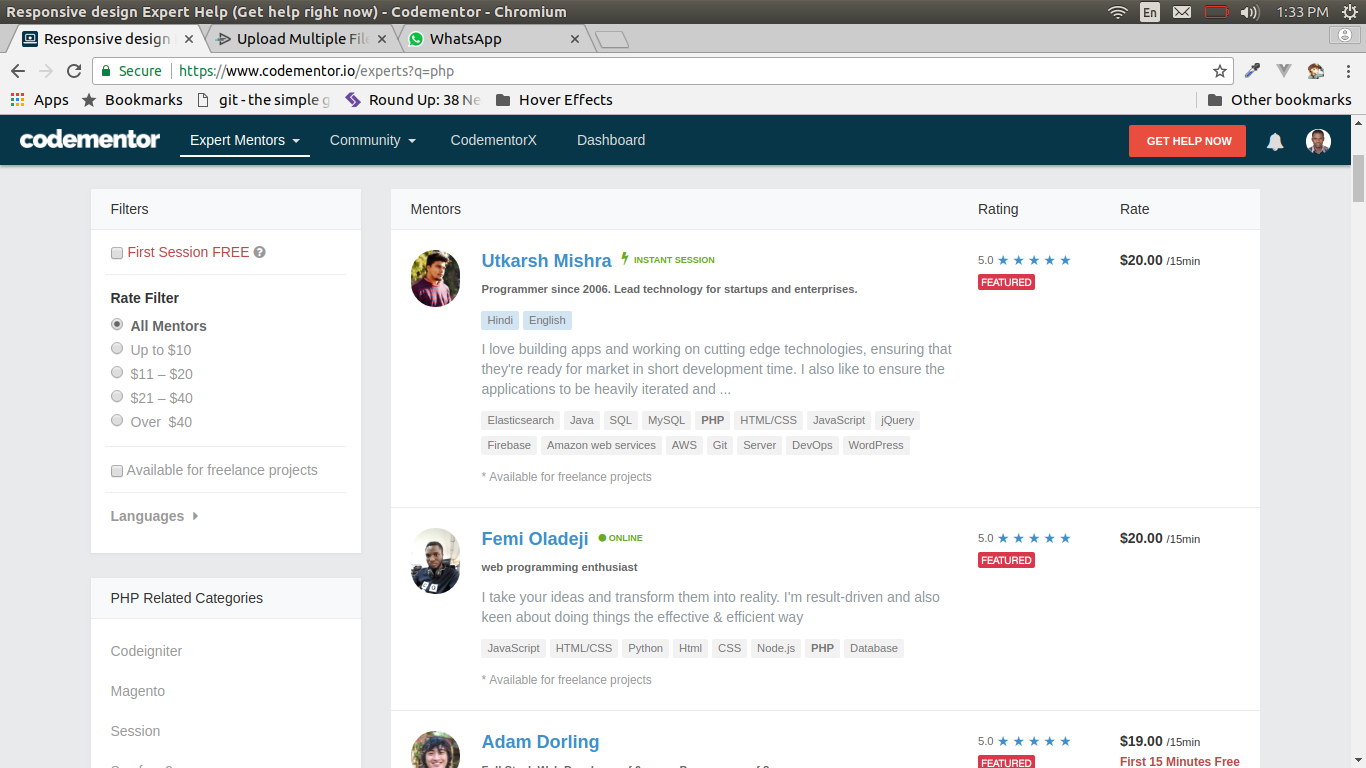 Responsive design Expert Help (Get help right now) - Codementor - Chromium
En
1:33 PM
Responsive design
Upload Multiple File
WhatsApp
Secure
https://www.codementor.io/experts?q=php
Apps
Bookmarks
git - the simple g
Round Up: 38 Ne
Hover Effects
Other bookmarks
codementor
Expert Mentors
Community
CodementorX
Dashboard
GET HELP NOW
Filters
First Session FREE ?
Rate Filter
All Mentors
Up to $10
$11 – $20
$21 – $40
Over $40
Available for freelance projects
Languages
PHP Related Categories
Codeigniter
Magento
Session
Mentors
Rating
Rate
Utkarsh Mishra INSTANT SESSION
5.0 ★ ★ ★ ★ ★
$20.00 /15min
FEATURED
Programmer since 2006. Lead technology for startups and enterprises.
Hindi English
I love building apps and working on cutting edge technologies, ensuring that
they're ready for market in short development time. I also like to ensure the
applications to be heavily iterated and ...
Elasticsearch Java SQL MySQL PHP HTML/CSS JavaScript jQuery
Firebase Amazon web services AWS Git Server DevOps WordPress
* Available for freelance projects
Femi Oladeji ONLINE
5.0 ★ ★ ★ ★ ★
$20.00 /15min
FEATURED
web programming enthusiast
I take your ideas and transform them into reality. I'm result-driven and also
keen about doing things the effective & efficient way
JavaScript HTML/CSS Python Html CSS Node.js PHP Database
* Available for freelance projects
Adam Dorling
5.0 ★ ★ ★ ★ ★
$19.00 /15min
First 15 Minutes Free
FEATURED